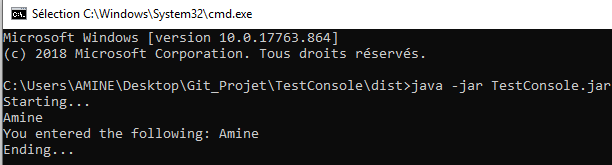 Sélection C:\Windows\System32\cmd.exe
Microsoft Windows [version 10.0.17763.864]
(c) 2018 Microsoft Corporation. Tous droits réservés.
C:\Users\AMINE\Desktop\Git_Projet\TestConsole\dist>java -jar TestConsole.jar
Starting...
Amine
You entered the following: Amine
Ending...